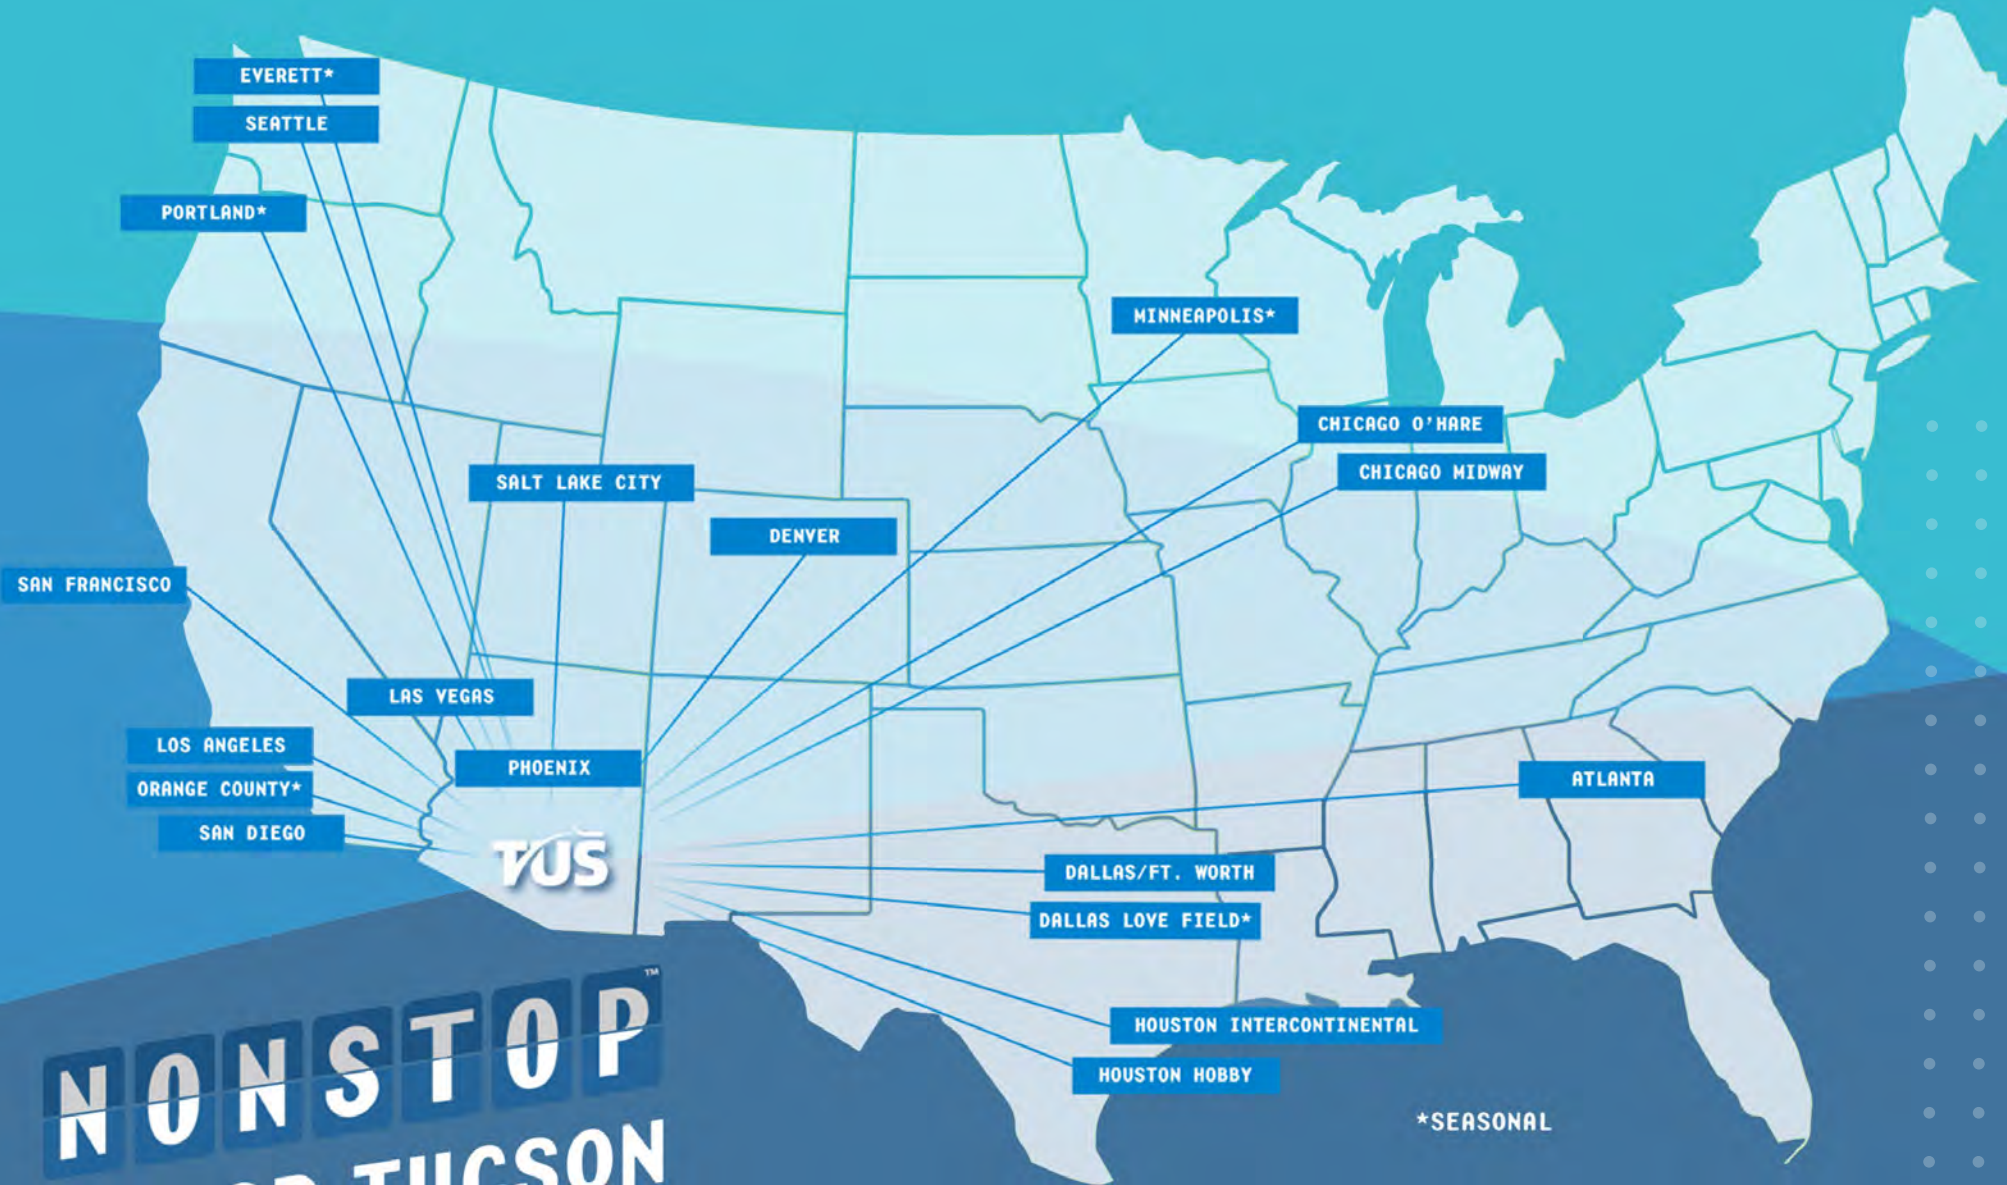 EVERETT*
SEATTLE
PORTLAND*
MINNEAPOLIS*
CHICAGO O'HARE
CHICAGO MIDWAY
SALT LAKE CITY
DENVER
SAN FRANCISCO
LAS VEGAS
LOS ANGELES
PHOENIX
ATLANTA
ORANGE COUNTY*
SAN DIEGO
TUS
DALLAS/FT. WORTH
DALLAS LOVE FIELD*
NONSTOP™
HOUSTON INTERCONTINENTAL
HOUSTON HOBBY
*SEASONAL
TUCSON